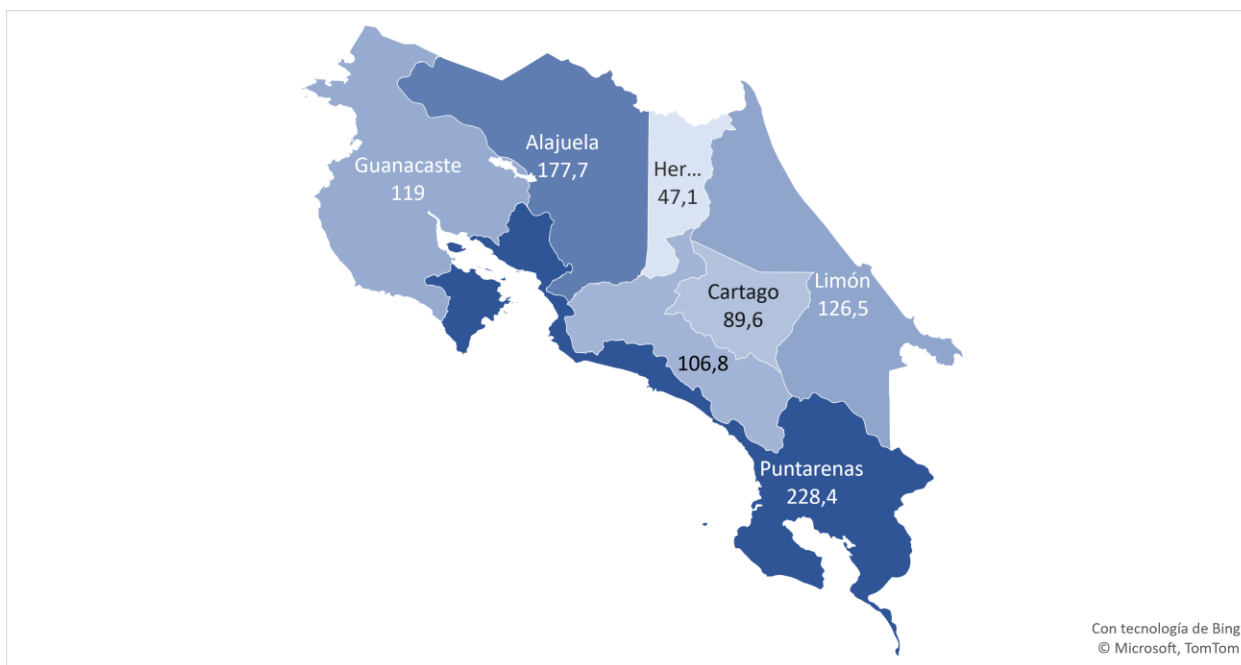 Alajuela
177,7
Guanacaste
119
Her...
47,1
Limón
126,5
Cartago
89,6
106,8
Puntarenas
228,4
Con tecnología de Bing
© Microsoft, TomTom